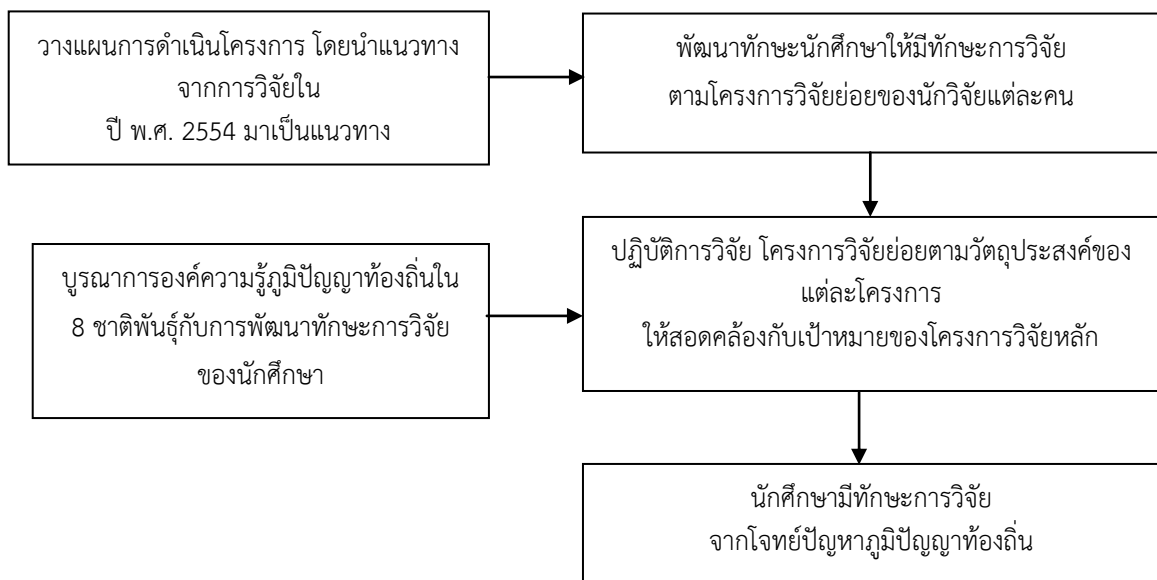 วางแผนการดำเนินโครงการ โดยนำแนวทาง
จากการวิจัยใน
ปี พ.ศ. 2554 มาเป็นแนวทาง
พัฒนาทักษะนักศึกษาให้มีทักษะการวิจัย
ตามโครงการวิจัยย่อยของนักวิจัยแต่ละคน
บูรณาการองค์ความรู้ภูมิปัญญาท้องถิ่นใน
8 ชาติพันธุ์กับการพัฒนาทักษะการวิจัย
ของนักศึกษา
ปฏิบัติการวิจัย โครงการวิจัยย่อยตามวัตถุประสงค์ของ
แต่ละโครงการ
ให้สอดคล้องกับเป้าหมายของโครงการวิจัยหลัก
นักศึกษามีทักษะการวิจัย
จากโจทย์ปัญหาภูมิปัญญาท้องถิ่น